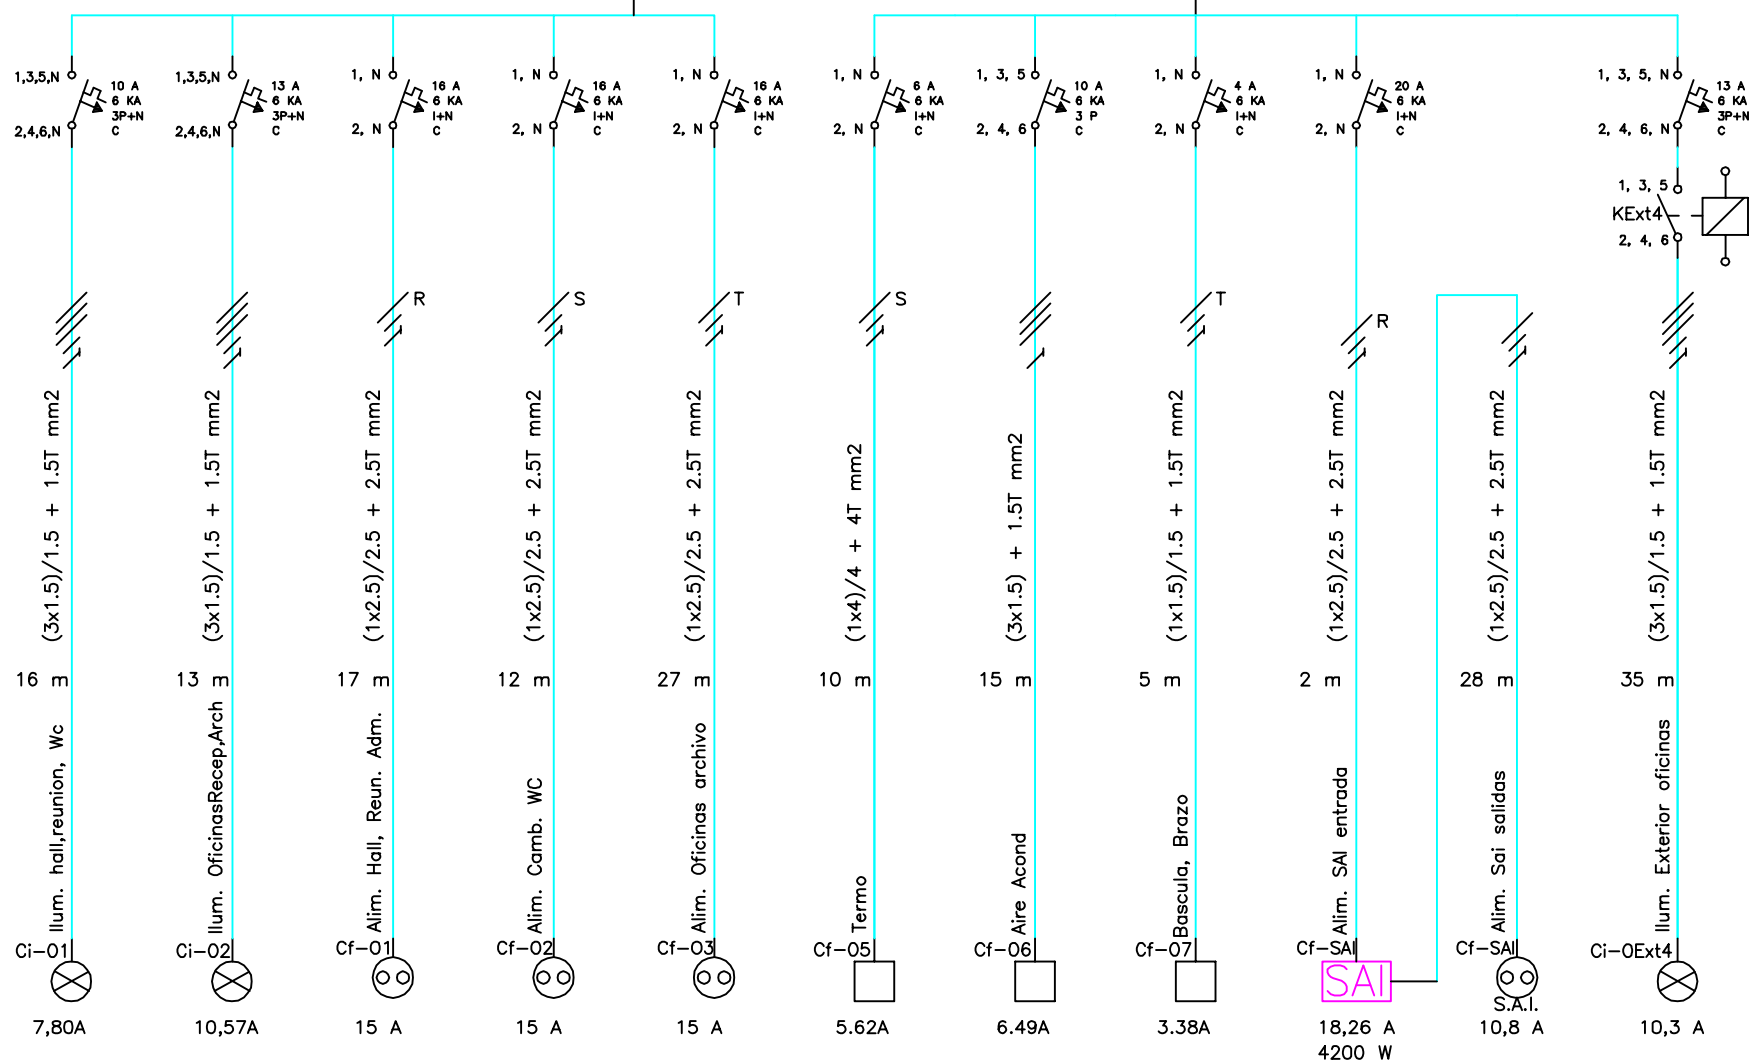 1,3,5,N
10 A
6 KA
3P+N
C
2,4,6,N
1,3,5,N
13 A
6 KA
3P+N
C
2,4,6,N
1, N
16 A
6 KA
I+N
C
2, N
1, N
16 A
6 KA
I+N
C
2, N
1, N
16 A
6 KA
I+N
C
2, N
1, N
6 A
6 KA
I+N
C
2, N
1, 3, 5
10 A
6 KA
3 P
C
2, 4, 6
1, N
4 A
6 KA
I+N
C
2, N
1, N
20 A
6 KA
I+N
C
2, N
1, 3, 5, N
13 A
6 KA
3P+N
C
2, 4, 6, N
1, 3, 5
KExt4
2, 4, 6
R
S
T
S
T
R
(3x1.5)/1.5 + 1.5T mm2
(3x1.5)/1.5 + 1.5T mm2
(1x2.5)/2.5 + 2.5T mm2
(1x2.5)/2.5 + 2.5T mm2
(1x2.5)/2.5 + 2.5T mm2
(1x4)/4 + 4T mm2
(3x1.5) + 1.5T mm2
(1x1.5)/1.5 + 1.5T mm2
(1x2.5)/2.5 + 2.5T mm2
(1x2.5)/2.5 + 2.5T mm2
(3x1.5)/1.5 + 1.5T mm2
16 m
13 m
17 m
12 m
27 m
10 m
15 m
5 m
2 m
28 m
35 m
Ilum. hall,reunion, Wc
Ilum. OficinasRecep,Arch
Alim. Hall, Reun. Adm.
Alim. Camb. WC
Alim. Oficinas archivo
Termo
Aire Acond
Bascula, Brazo
Alim. SAI entrada
Alim. Sai salidas
Ilum. Exterior oficinas
Ci-01
Ci-02
Cf-01
Cf-02
Cf-03
Cf-05
Cf-06
Cf-07
Cf-SAI
Cf-SAI
Ci-0Ext4
SAI
S.A.I.
7,80A
10,57A
15 A
15 A
15 A
5.62A
6.49A
3.38A
18,26 A
10,8 A
10,3 A
4200 W